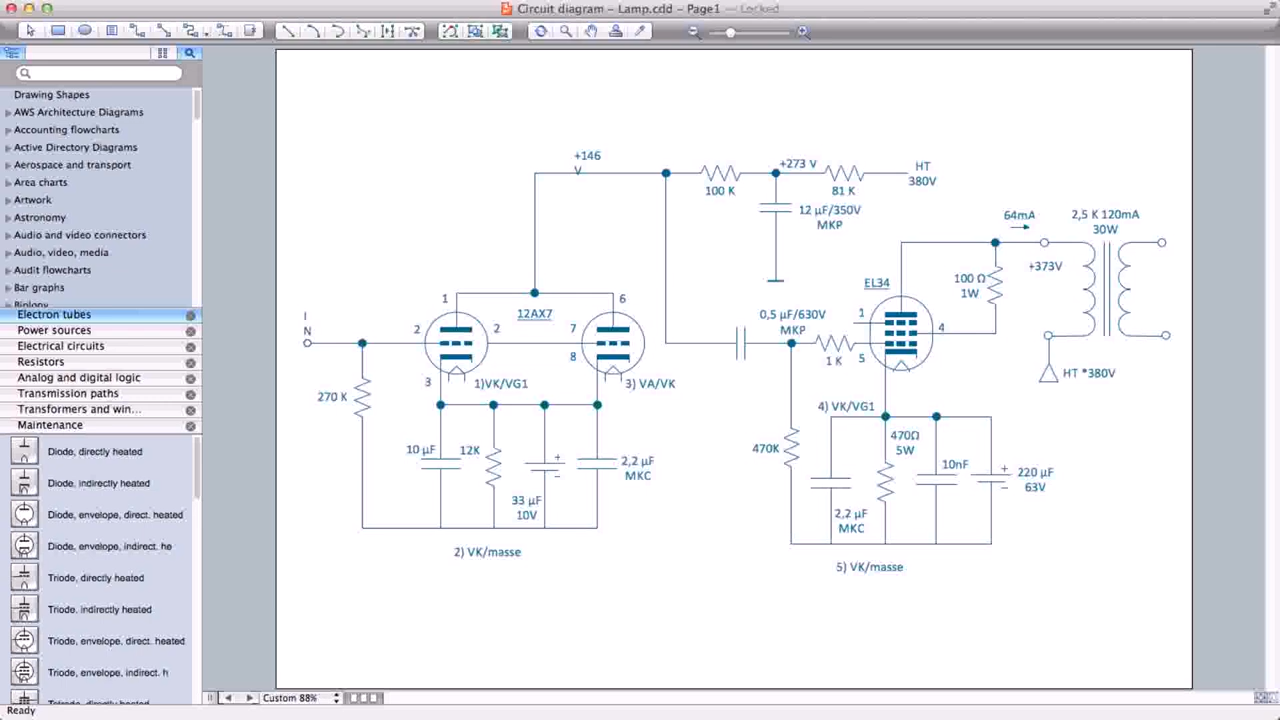 Circuit diagram – Lamp.cdd – Page1 — Locked
Drawing Shapes
AWS Architecture Diagrams
Accounting flowcharts
Active Directory Diagrams
Aerospace and transport
Area charts
Artwork
Astronomy
Audio and video connectors
Audio, video, media
Audit flowcharts
Bar graphs
Biology
Electron tubes
Power sources
Electrical circuits
Resistors
Analog and digital logic
Transmission paths
Transformers and win...
Maintenance
Diode, directly heated
Diode, indirectly heated
Diode, envelope, direct. heated
Diode, envelope, indirect. he
Triode, directly heated
Triode, indirectly heated
Triode, envelope, direct. heated
Triode, envelope, indirect. h
Tetrode, directly heated
+146
V
100 K
+273 V
81 K
HT
380V
12 µF/350V
MKP
64mA
2,5 K 120mA
30W
+373V
100 Ω
1W
EL34
1
4
5
HT *380V
I
N
1
2
2
12AX7
6
7
8
3
1)VK/VG1
3) VA/VK
0,5 µF/630V
MKP
1 K
270 K
10 µF
12K
+
–
33 µF
10V
2,2 µF
MKC
2) VK/masse
4) VK/VG1
470K
470Ω
5W
10nF
+
–
220 µF
63V
2,2 µF
MKC
5) VK/masse
Custom 88%
Ready